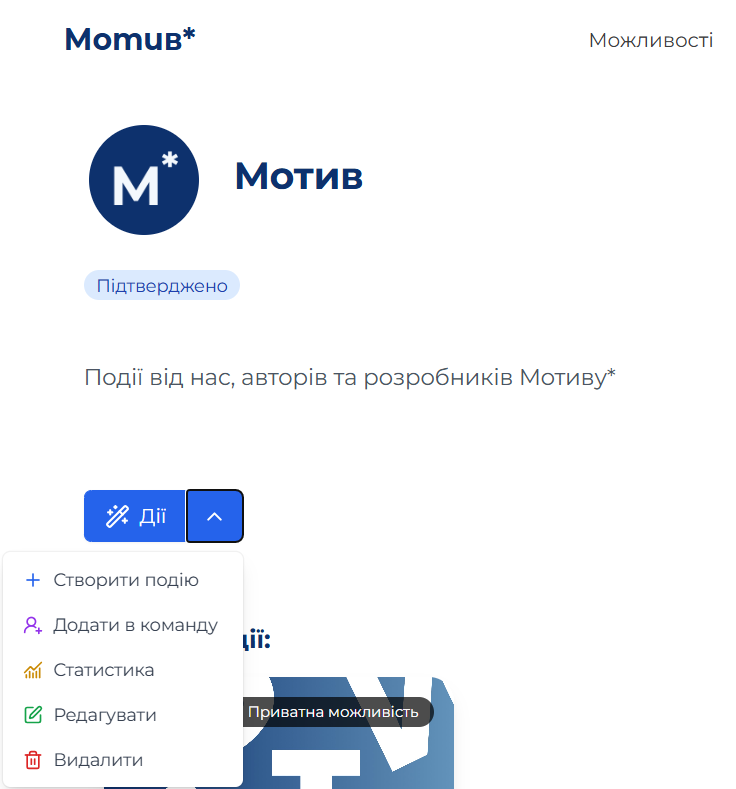 Мотив*
Можливості
M*
Мотив
Підтверджено
Події від нас, авторів та розробників Мотиву*
Дії
Створити подію
Додати в команду
Статистика
Редагувати
Видалити
ії:
Приватна можливість